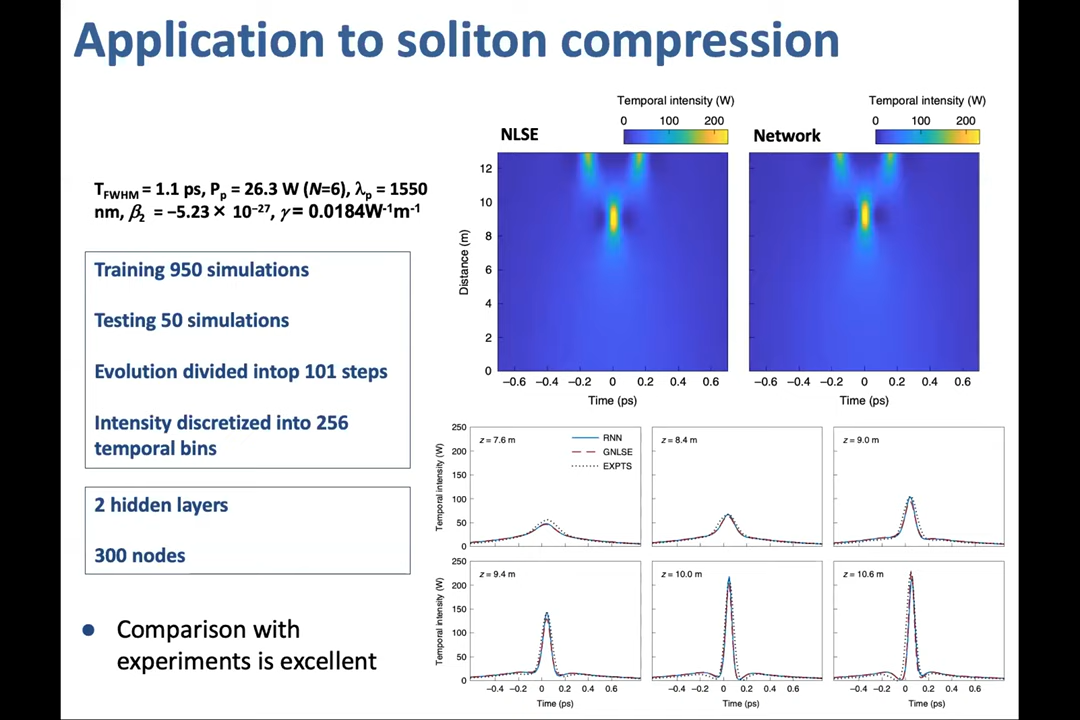 Application to soliton compression
T_FWHM = 1.1 ps, P_p = 26.3 W (N=6), λ_p = 1550
nm, β_2 = −5.23 × 10^−27, γ = 0.0184W^-1m^-1
Training 950 simulations
Testing 50 simulations
Evolution divided intop 101 steps
Intensity discretized into 256
temporal bins
2 hidden layers
300 nodes
• Comparison with
experiments is excellent
Temporal intensity (W)
0 100 200
NLSE
Temporal intensity (W)
0 100 200
Network
Distance (m)
12
10
8
6
4
2
0
−0.6 −0.4 −0.2 0 0.2 0.4 0.6
Time (ps)
−0.6 −0.4 −0.2 0 0.2 0.4 0.6
Time (ps)
Temporal intensity (W)
250
200
150
100
50
0
z = 7.6 m
RNN
GNLSE
EXPTS
z = 8.4 m
z = 9.0 m
Temporal intensity (W)
250
200
150
100
50
0
z = 9.4 m
z = 10.0 m
z = 10.6 m
−0.4 −0.2 0 0.2 0.4 0.6
Time (ps)
−0.4 −0.2 0 0.2 0.4 0.6
Time (ps)
−0.4 −0.2 0 0.2 0.4 0.6
Time (ps)